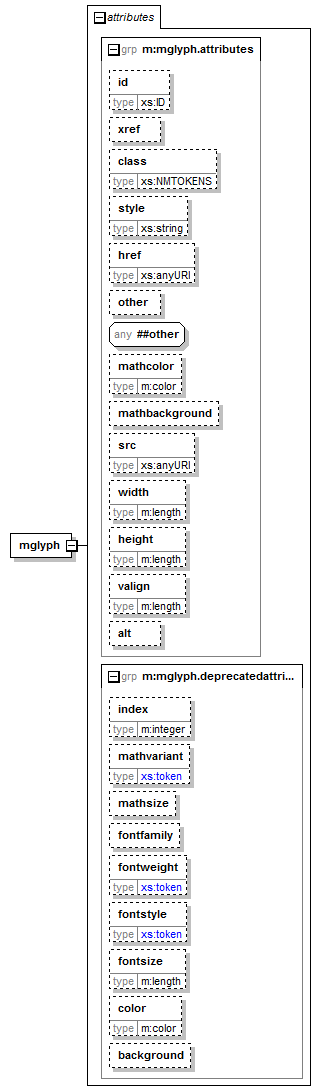 attributes
grp m:mglyph.attributes
id
type xs:ID
xref
class
type xs:NMTOKENS
style
type xs:string
href
type xs:anyURI
other
any ##other
mathcolor
type m:color
mathbackground
src
type xs:anyURI
width
type m:length
mglyph
height
type m:length
valign
type m:length
alt
grp m:mglyph.deprecatedattri...
index
type m:integer
mathvariant
type xs:token
mathsize
fontfamily
fontweight
type xs:token
fontstyle
type xs:token
fontsize
type m:length
color
type m:color
background